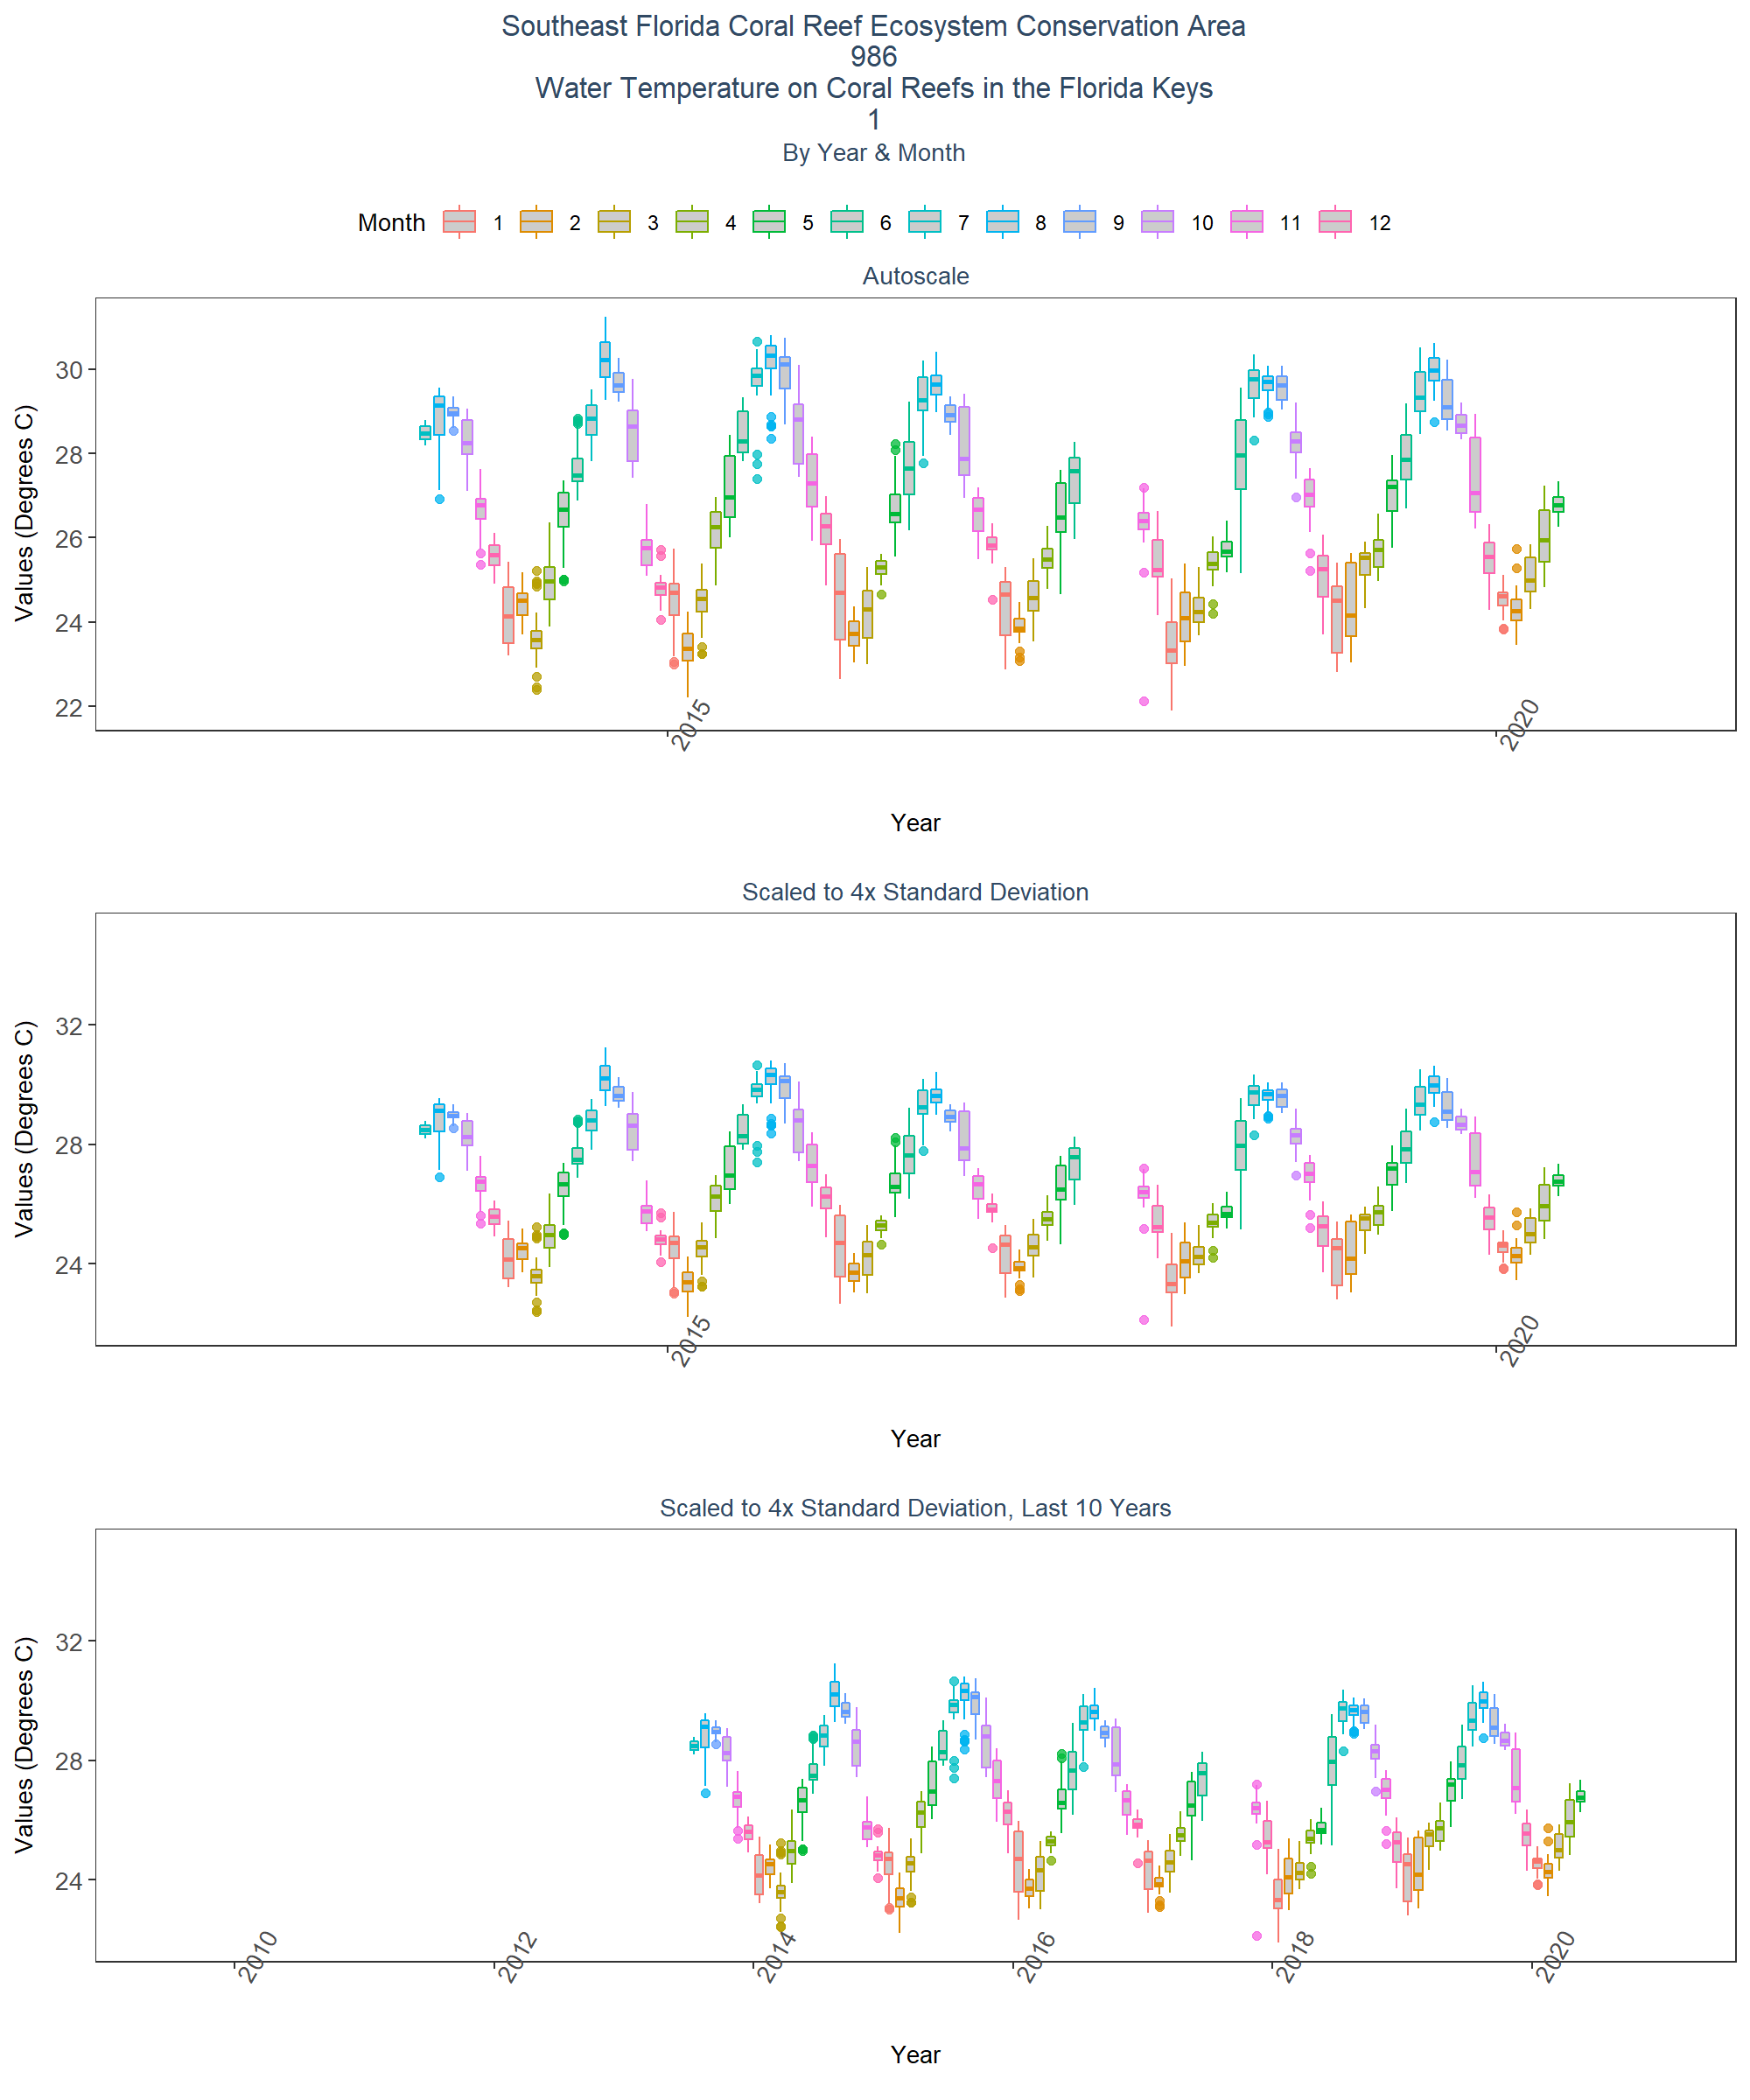 Southeast Florida Coral Reef Ecosystem Conservation Area
986
Water Temperature on Coral Reefs in the Florida Keys
1
By Year & Month
Month 1 2 3 4 5 6 7 8 9 10 11 12
Autoscale
Values (Degrees C)
30
28
26
24
22
2015 2020
Year
Scaled to 4x Standard Deviation
Values (Degrees C)
32
28
24
2015 2020
Year
Scaled to 4x Standard Deviation, Last 10 Years
Values (Degrees C)
32
28
24
2010 2012 2014 2016 2018 2020
Year